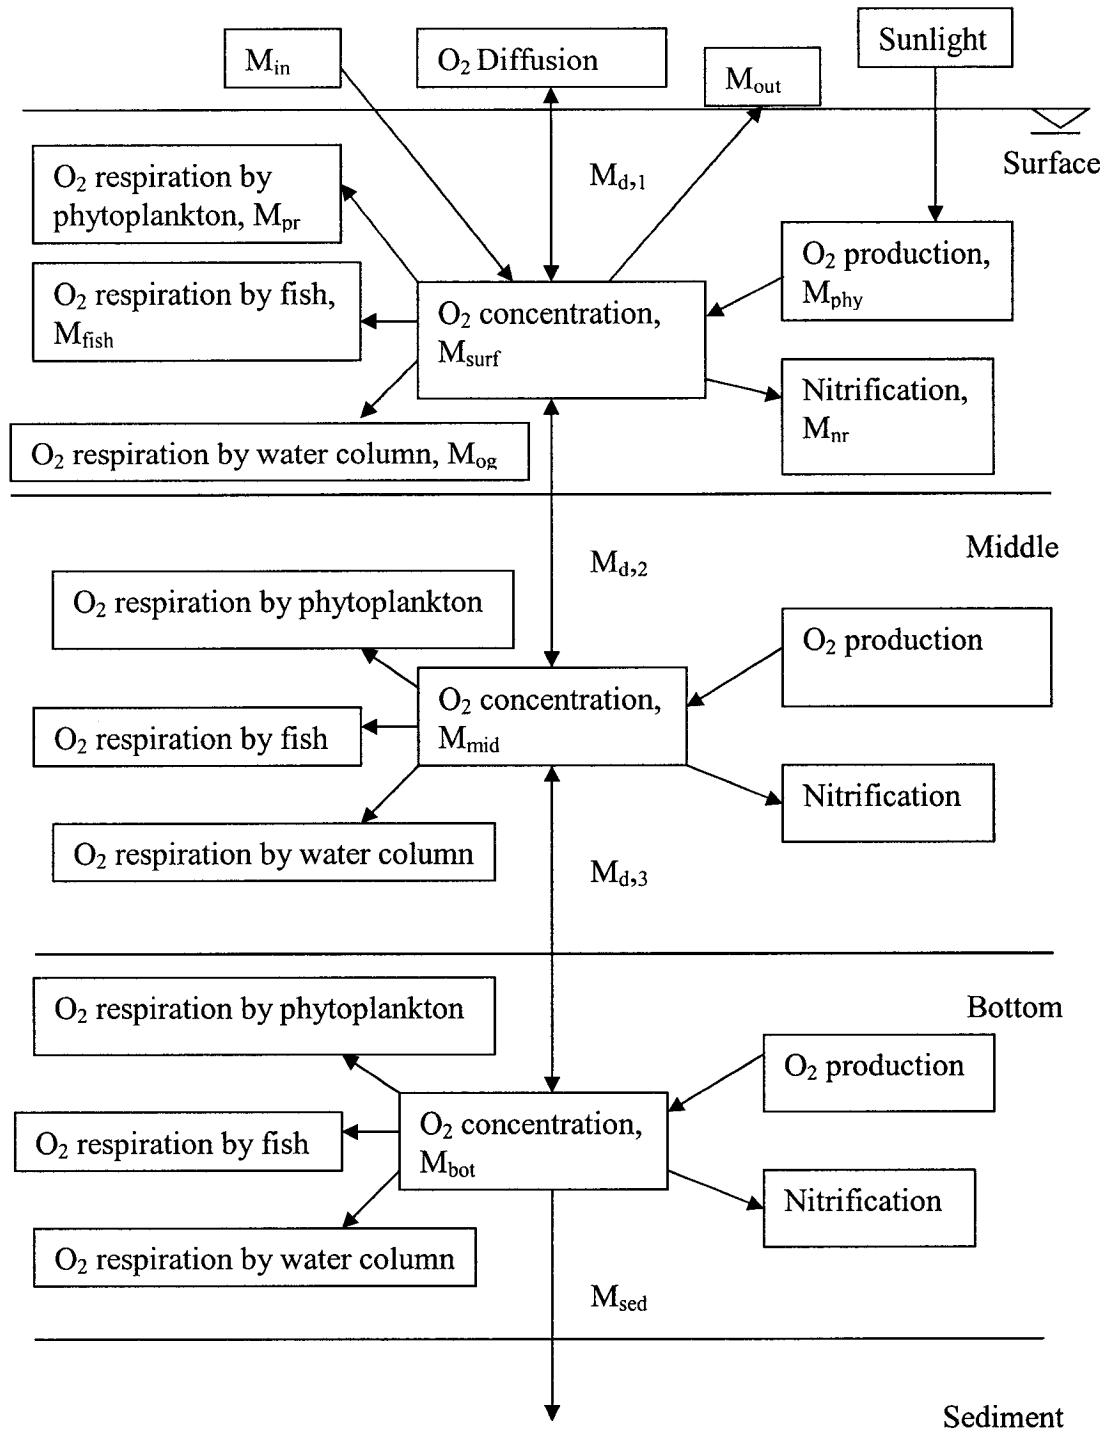 M_in
O₂ Diffusion
M_out
Sunlight
Surface
O₂ respiration by
phytoplankton, M_pr
M_d,1
O₂ production,
M_phy
O₂ respiration by fish,
M_fish
O₂ concentration,
M_surf
Nitrification,
M_nr
O₂ respiration by water column, M_og
Middle
M_d,2
O₂ respiration by phytoplankton
O₂ production
O₂ concentration,
M_mid
O₂ respiration by fish
Nitrification
O₂ respiration by water column
M_d,3
O₂ respiration by phytoplankton
Bottom
O₂ production
O₂ concentration,
M_bot
O₂ respiration by fish
Nitrification
O₂ respiration by water column
M_sed
Sediment